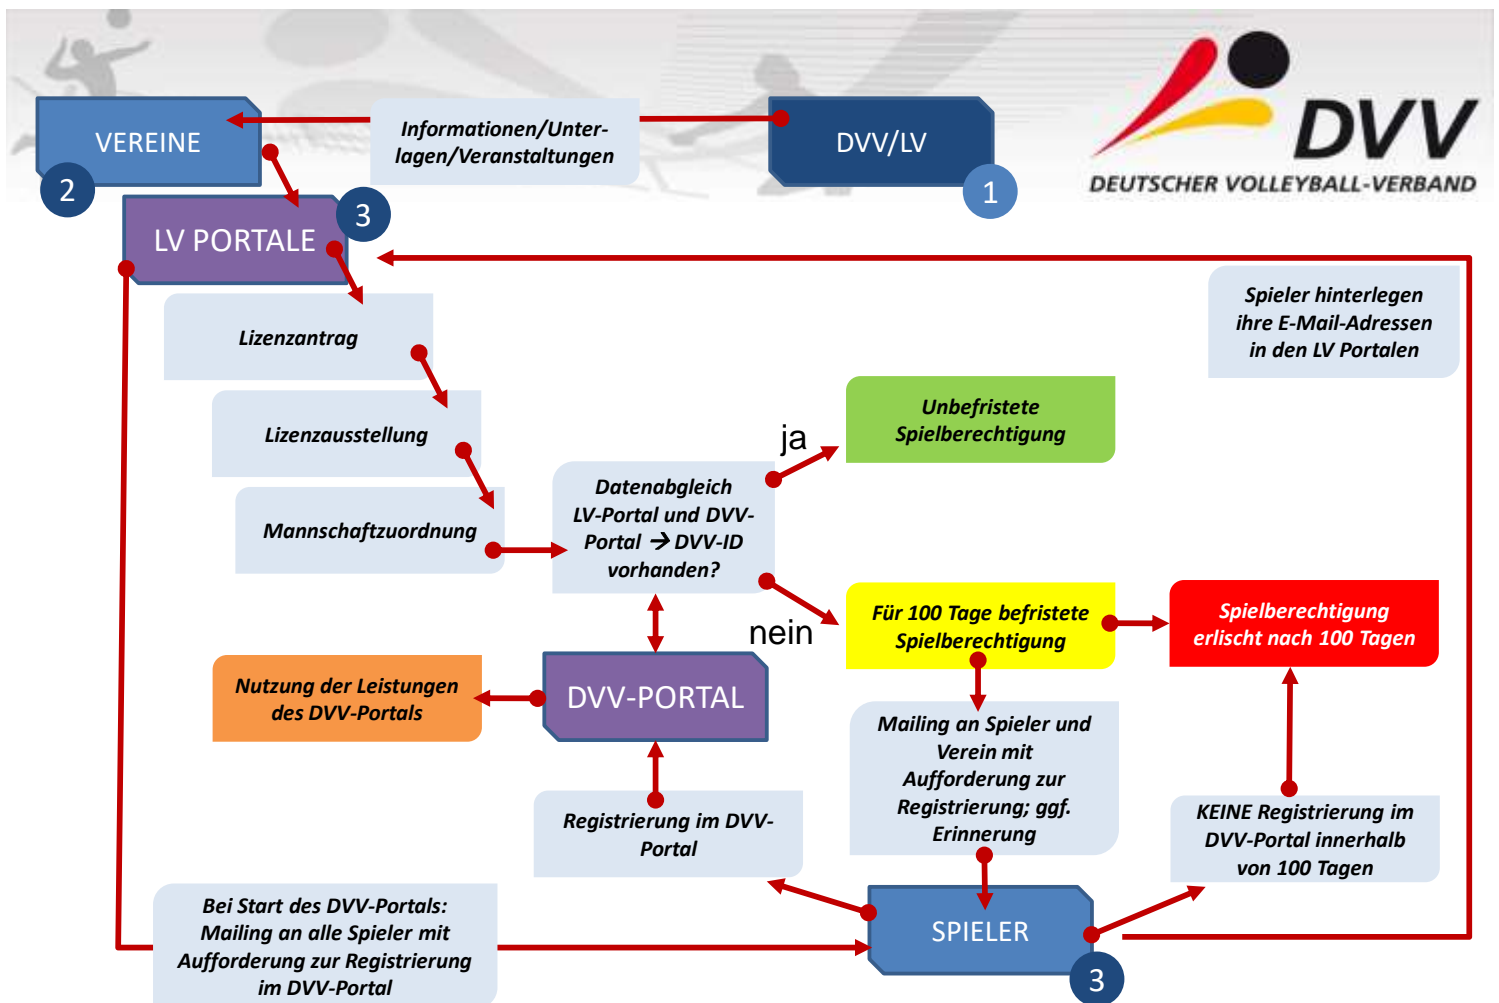 VEREINE
2
Informationen/Unter-
lagen/Veranstaltungen
DVV/LV
1
DVV
DEUTSCHER VOLLEYBALL-VERBAND
LV PORTALE
3
Lizenzantrag
Lizenzausstellung
Mannschaftzuordnung
Spieler hinterlegen
ihre E-Mail-Adressen
in den LV Portalen
Datenabgleich
LV-Portal und DVV-
Portal → DVV-ID
vorhanden?
ja
Unbefristete
Spielberechtigung
nein
Für 100 Tage befristete
Spielberechtigung
Spielberechtigung
erlischt nach 100 Tagen
Nutzung der Leistungen
des DVV-Portals
DVV-PORTAL
Mailing an Spieler und
Verein mit
Aufforderung zur
Registrierung; ggf.
Erinnerung
Registrierung im DVV-
Portal
KEINE Registrierung im
DVV-Portal innerhalb
von 100 Tagen
Bei Start des DVV-Portals:
Mailing an alle Spieler mit
Aufforderung zur Registrierung
im DVV-Portal
SPIELER
3